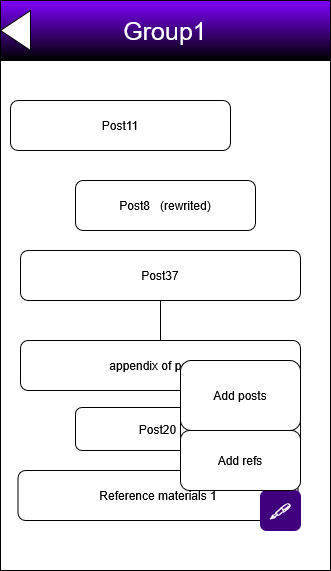 Group1
Post11
Post8 (rewrited)
Post37
appendix of
Add posts
Post20
Add refs
Reference materials 1